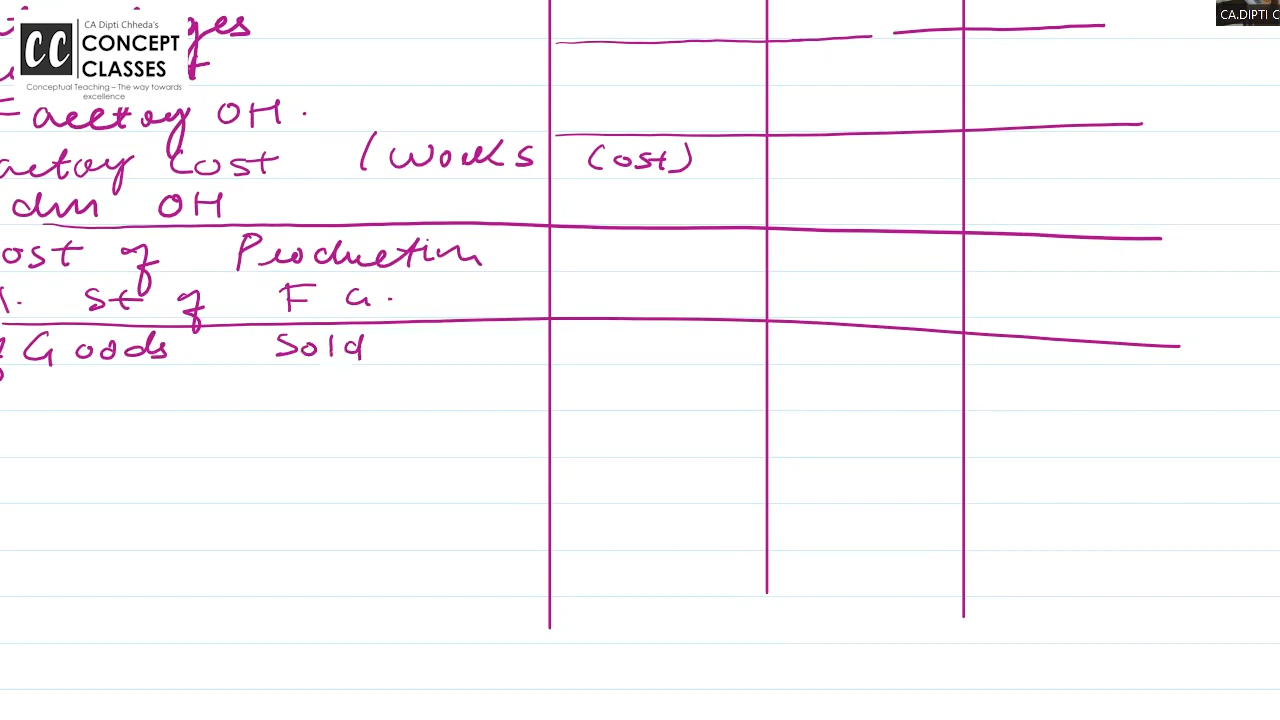 CA Dipti Chheda's
CC CONCEPT
CLASSES
Conceptual Teaching – The way towards
excellence
CA.DIPTI C
Factory OH.
actory Cost (Works Cost)
dm OH
ost of Production
. St of F G.
Goods Sold